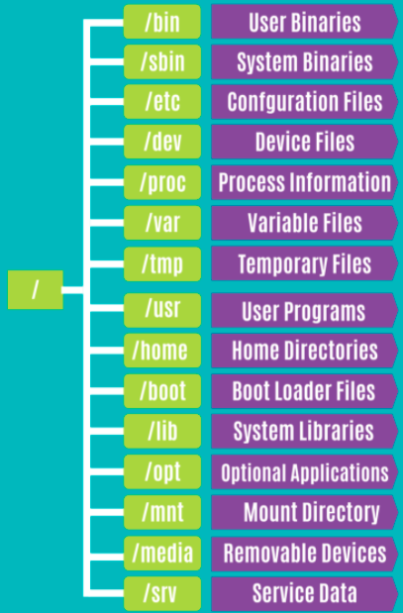 /bin User Binaries
/sbin System Binaries
/etc Confguration Files
/dev Device Files
/proc Process Information
/var Variable Files
/tmp Temporary Files
/
/usr User Programs
/home Home Directories
/boot Boot Loader Files
/lib System Libraries
/opt Optional Applications
/mnt Mount Directory
/media Removable Devices
/srv Service Data